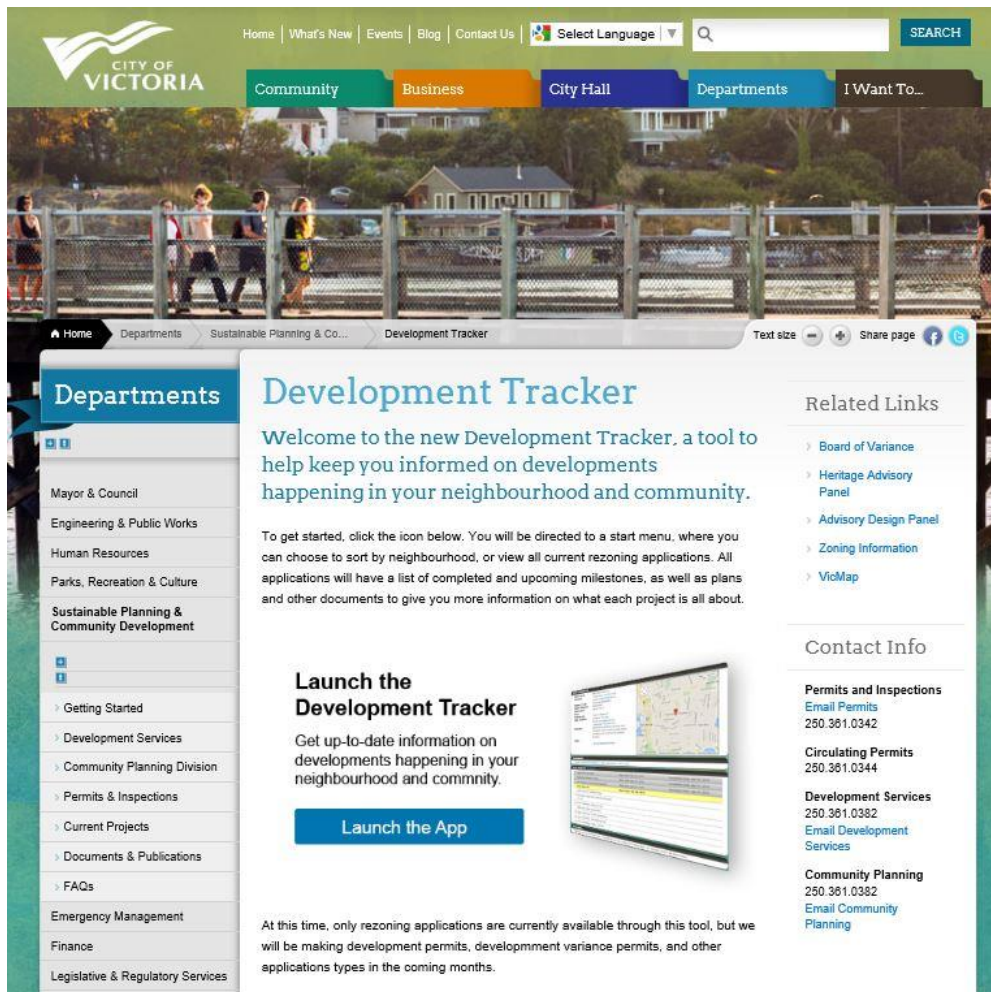 CITY OF
VICTORIA
Home | What's New | Events | Blog | Contact Us |
Select Language
SEARCH
Community
Business
City Hall
Departments
I Want To...
Home
Departments
Sustainable Planning & Co...
Development Tracker
Text size
Share page
Departments
Mayor & Council
Engineering & Public Works
Human Resources
Parks, Recreation & Culture
Sustainable Planning &
Community Development
Getting Started
Development Services
Community Planning Division
Permits & Inspections
Current Projects
Documents & Publications
FAQs
Emergency Management
Finance
Legislative & Regulatory Services
Development Tracker
Welcome to the new Development Tracker, a tool to
help keep you informed on developments
happening in your neighbourhood and community.
To get started, click the icon below. You will be directed to a start menu, where you
can choose to sort by neighbourhood, or view all current rezoning applications. All
applications will have a list of completed and upcoming milestones, as well as plans
and other documents to give you more information on what each project is all about.
Launch the
Development Tracker
Get up-to-date information on
developments happening in your
neighbourhood and commnity.
Launch the App
At this time, only rezoning applications are currently available through this tool, but we
will be making development permits, developmment variance permits, and other
applications types in the coming months.
Related Links
Board of Variance
Heritage Advisory
Panel
Advisory Design Panel
Zoning Information
VicMap
Contact Info
Permits and Inspections
Email Permits
250.361.0342
Circulating Permits
250.361.0344
Development Services
250.361.0382
Email Development
Services
Community Planning
250.361.0382
Email Community
Planning